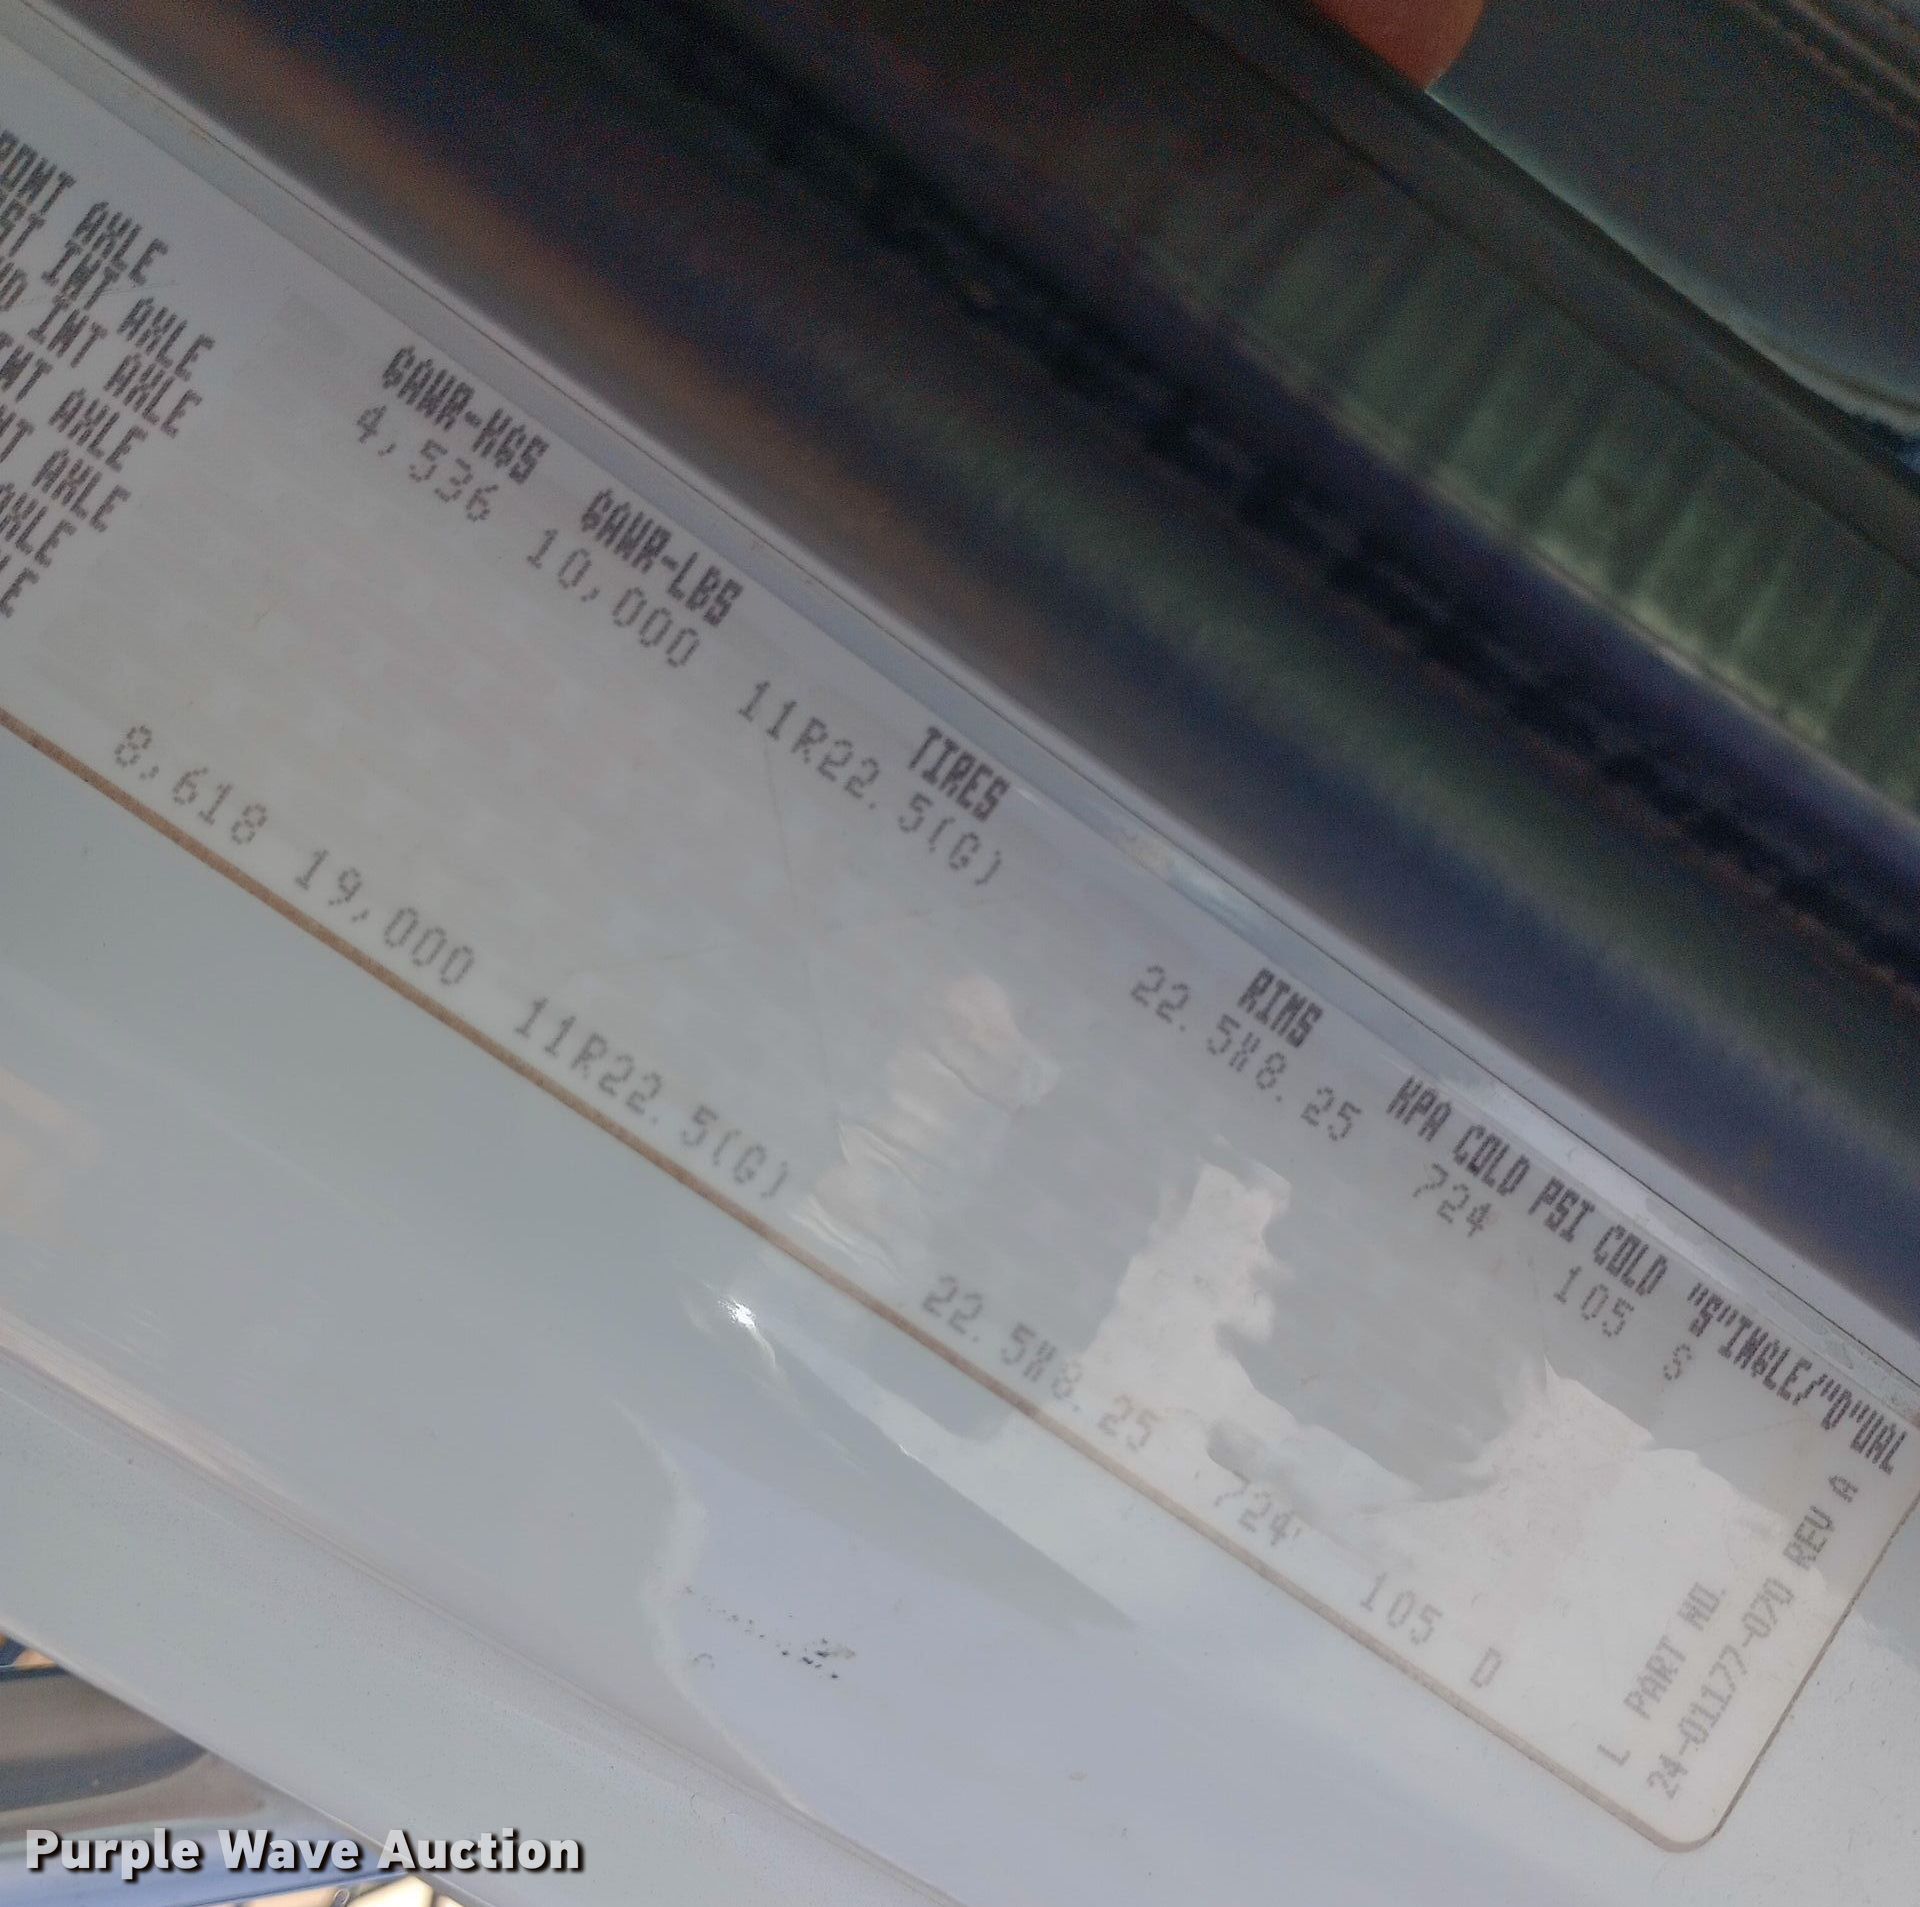 GAWR-KGS GAWR-LBS TIRES RIMS KPA COLD PSI COLD "S"INGLE/"D"UAL
AXLE 4,536 10,000 11R22.5(G) 22.5X8.25 724 105 S
INT AXLE
INT AXLE
INT AXLE
AXLE
AXLE
8,618 19,000 11R22.5(G) 22.5X8.25 724 105 D
L PART NO.
24-01177-070 REV A
Purple Wave Auction